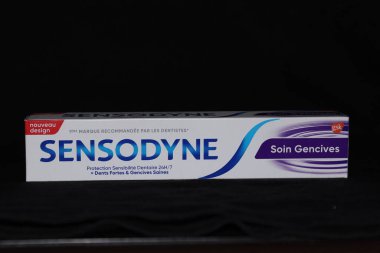 nouveau
design
1ÈRE MARQUE RECOMMANDÉE PAR LES DENTISTES*
SENSODYNE
Protection Sensibilité Dentaire 24H/7
+ Dents Fortes & Gencives Saines
gsk
Soin Gencives